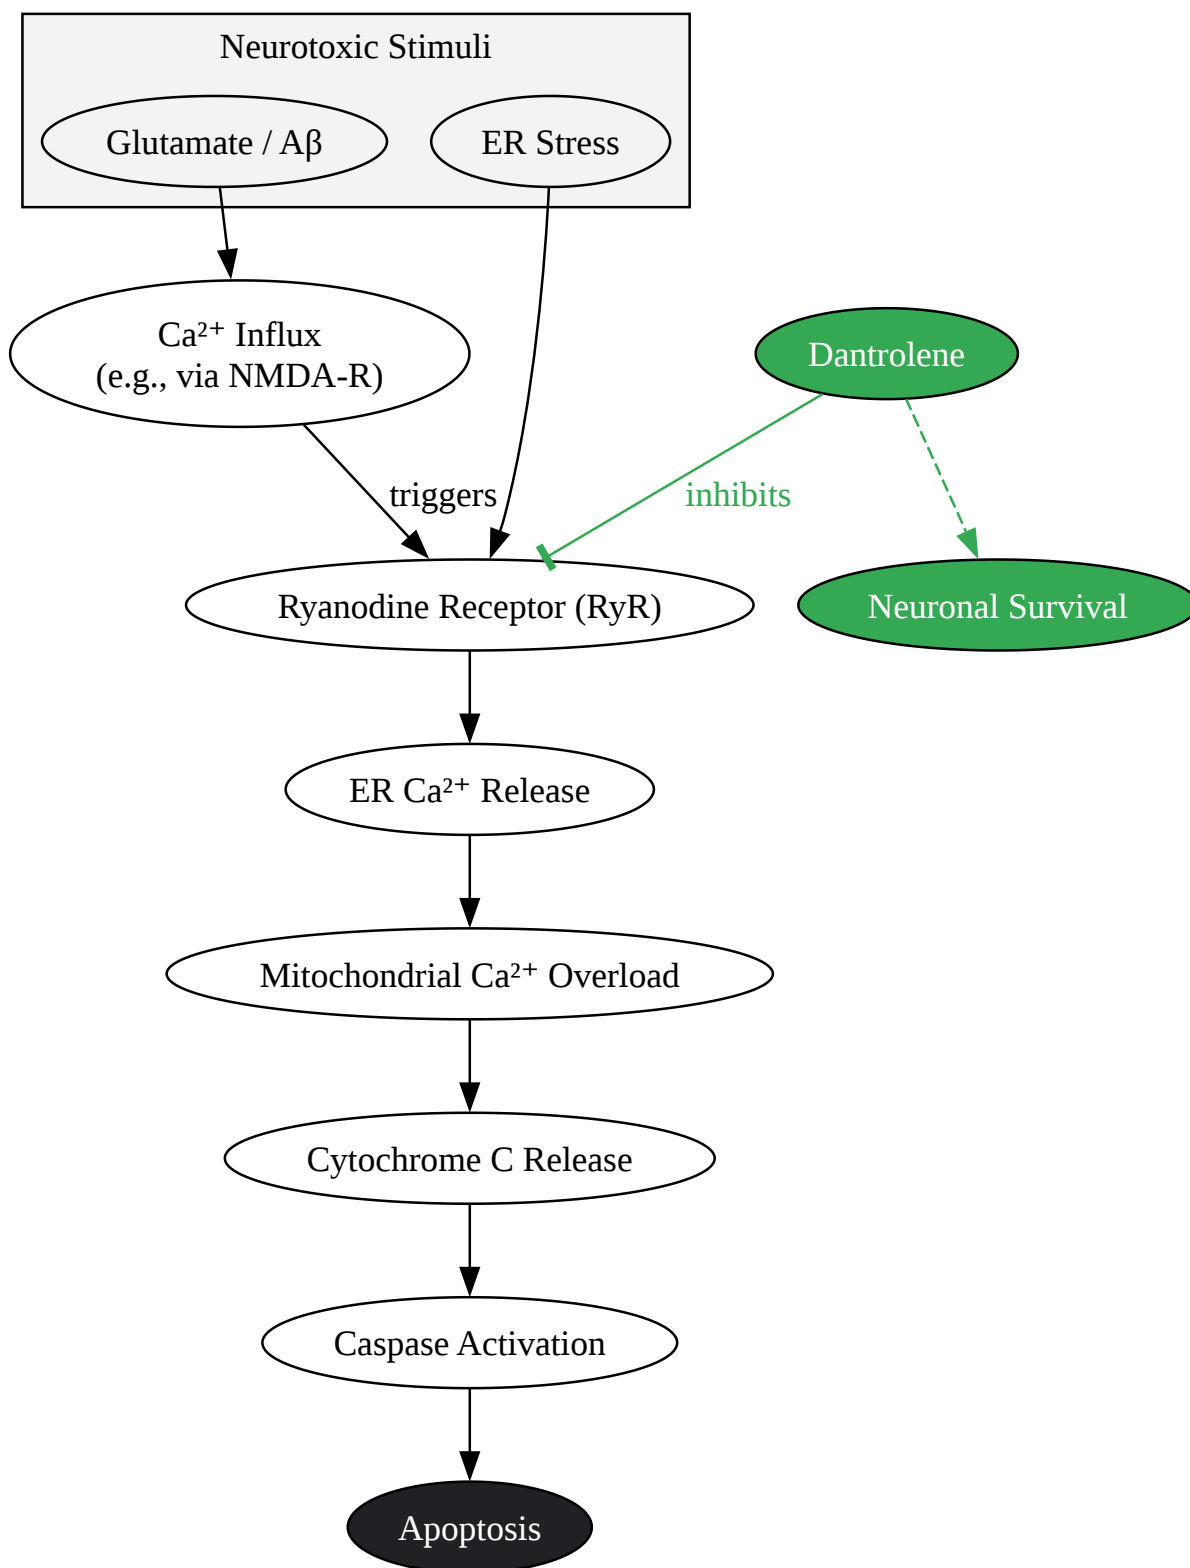 Neurotoxic Stimuli
Glutamate / Aβ
ER Stress
Ca²⁺ Influx
(e.g., via NMDA-R)
Dantrolene
triggers
inhibits
Ryanodine Receptor (RyR)
Neuronal Survival
ER Ca²⁺ Release
Mitochondrial Ca²⁺ Overload
Cytochrome C Release
Caspase Activation
Apoptosis